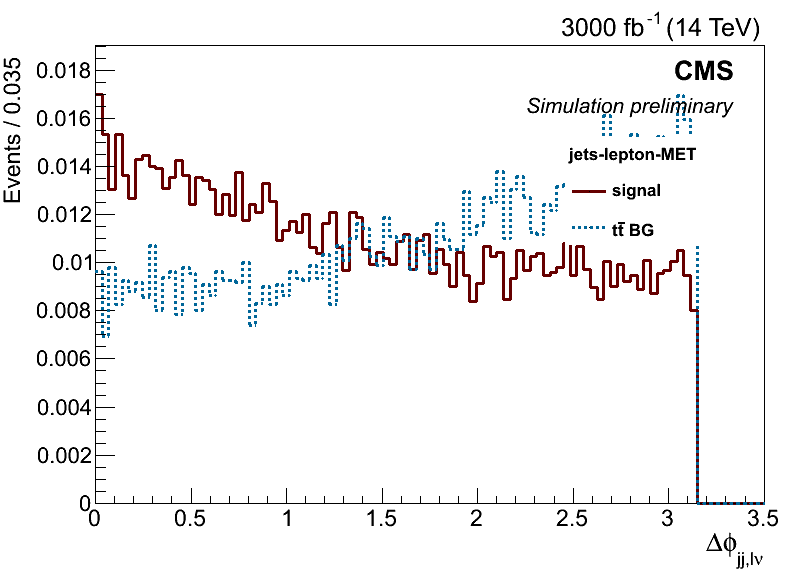 3000 fb⁻¹ (14 TeV)
CMS
Simulation preliminary
jets-lepton-MET
signal
tt̄ BG
Events / 0.035
0.018
0.016
0.014
0.012
0.01
0.008
0.006
0.004
0.002
0
0 0.5 1 1.5 2 2.5 3 3.5
Δϕ_jj,lν